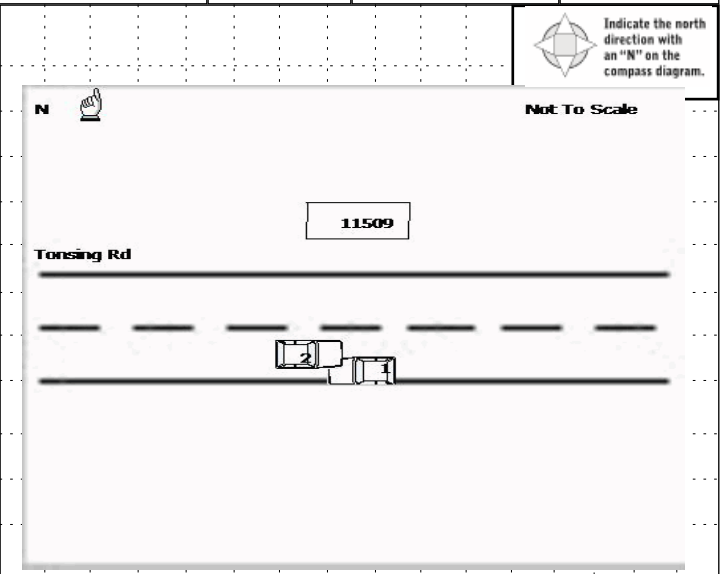 Indicate the north
direction with
an "N" on the
compass diagram.
N
Not To Scale
11509
Tonsing Rd
2
1